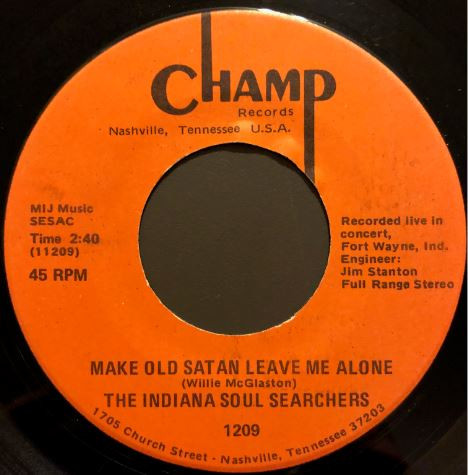 CHAMP
Records
Nashville, Tennessee U.S.A.
MIJ Music
SESAC
Time 2:40
(11209)
45 RPM
Recorded live in
concert,
Fort Wayne, Ind.
Engineer:
Jim Stanton
Full Range Stereo
MAKE OLD SATAN LEAVE ME ALONE
(Willie McGlaston)
THE INDIANA SOUL SEARCHERS
1209
1705 Church Street - Nashville, Tennessee 37203